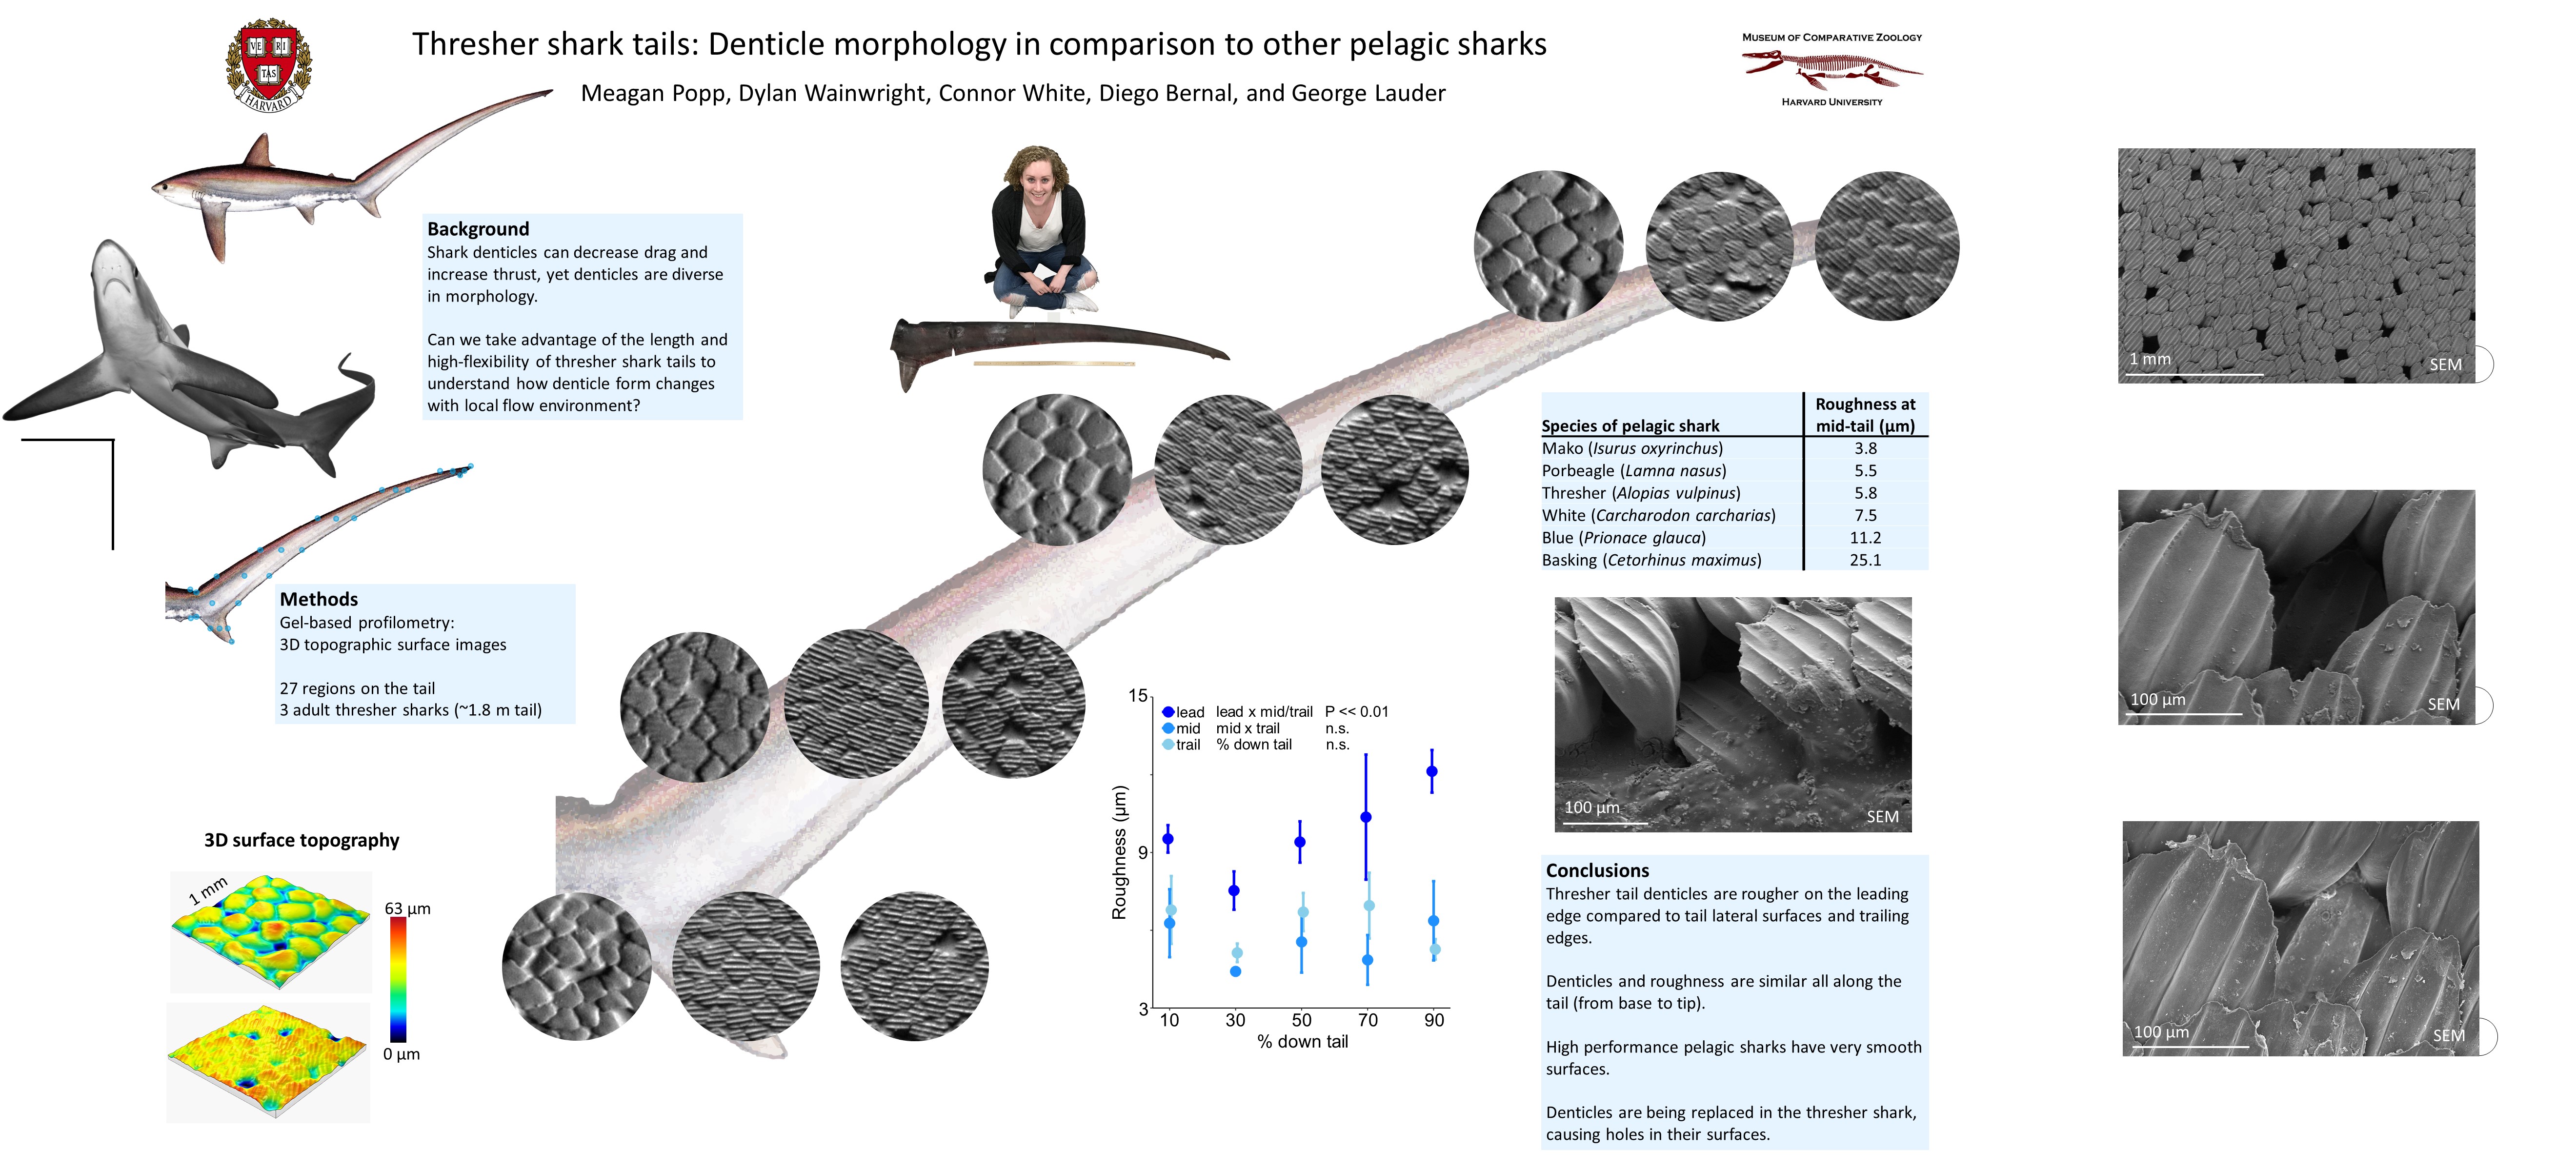 Thresher shark tails: Denticle morphology in comparison to other pelagic sharks
Meagan Popp, Dylan Wainwright, Connor White, Diego Bernal, and George Lauder
VE RI
TAS
HARVARD
MUSEUM OF COMPARATIVE ZOOLOGY
HARVARD UNIVERSITY
Background
Shark denticles can decrease drag and
increase thrust, yet denticles are diverse
in morphology.
Can we take advantage of the length and
high-flexibility of thresher shark tails to
understand how denticle form changes
with local flow environment?
Methods
Gel-based profilometry:
3D topographic surface images
27 regions on the tail
3 adult thresher sharks (~1.8 m tail)
3D surface topography
1 mm
63 µm
0 µm
15
9
3
Roughness (µm)
lead lead x mid/trail P << 0.01
mid mid x trail n.s.
trail % down tail n.s.
10 30 50 70 90
% down tail
Species of pelagic shark Roughness at
mid-tail (µm)
Mako (Isurus oxyrinchus) 3.8
Porbeagle (Lamna nasus) 5.5
Thresher (Alopias vulpinus) 5.8
White (Carcharodon carcharias) 7.5
Blue (Prionace glauca) 11.2
Basking (Cetorhinus maximus) 25.1
100 µm SEM
Conclusions
Thresher tail denticles are rougher on the leading
edge compared to tail lateral surfaces and trailing
edges.
Denticles and roughness are similar all along the
tail (from base to tip).
High performance pelagic sharks have very smooth
surfaces.
Denticles are being replaced in the thresher shark,
causing holes in their surfaces.
1 mm SEM
100 µm SEM
100 µm SEM